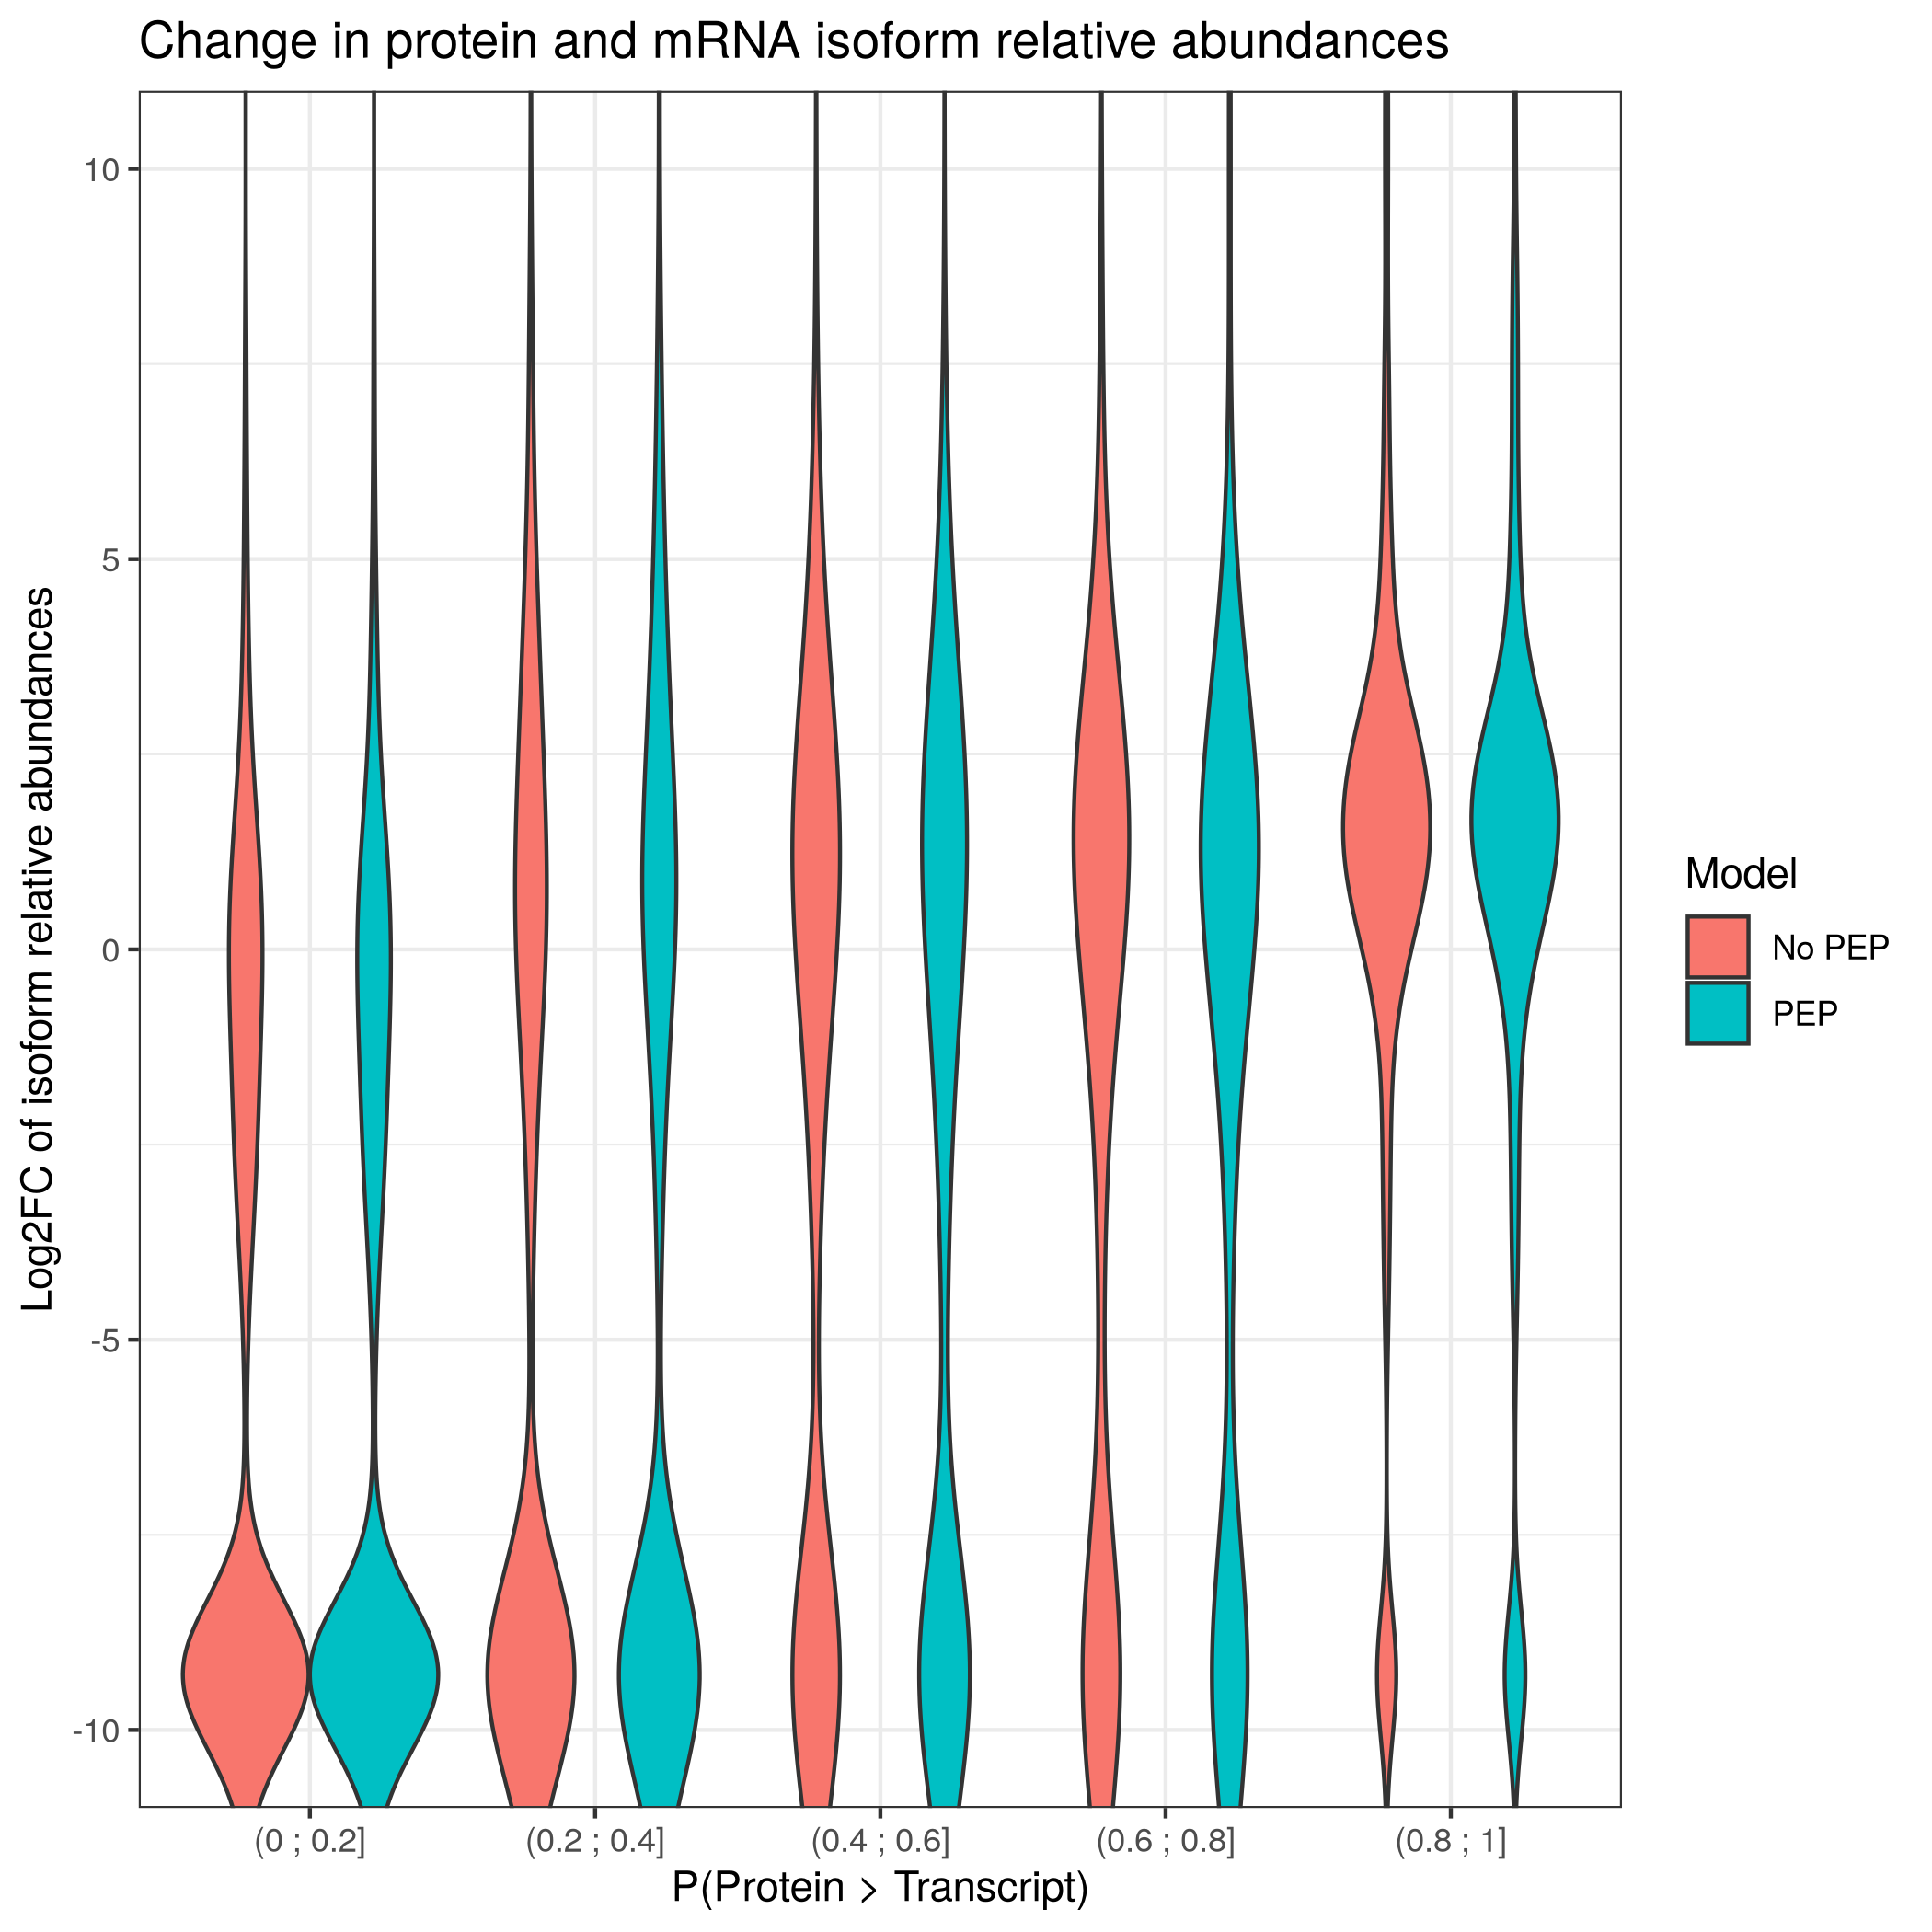 Change in protein and mRNA isoform relative abundances
Log2FC of isoform relative abundances
10
5
0
-5
-10
(0 ; 0.2]
(0.2 ; 0.4]
(0.4 ; 0.6]
(0.6 ; 0.8]
(0.8 ; 1]
P(Protein > Transcript)
Model
No PEP
PEP